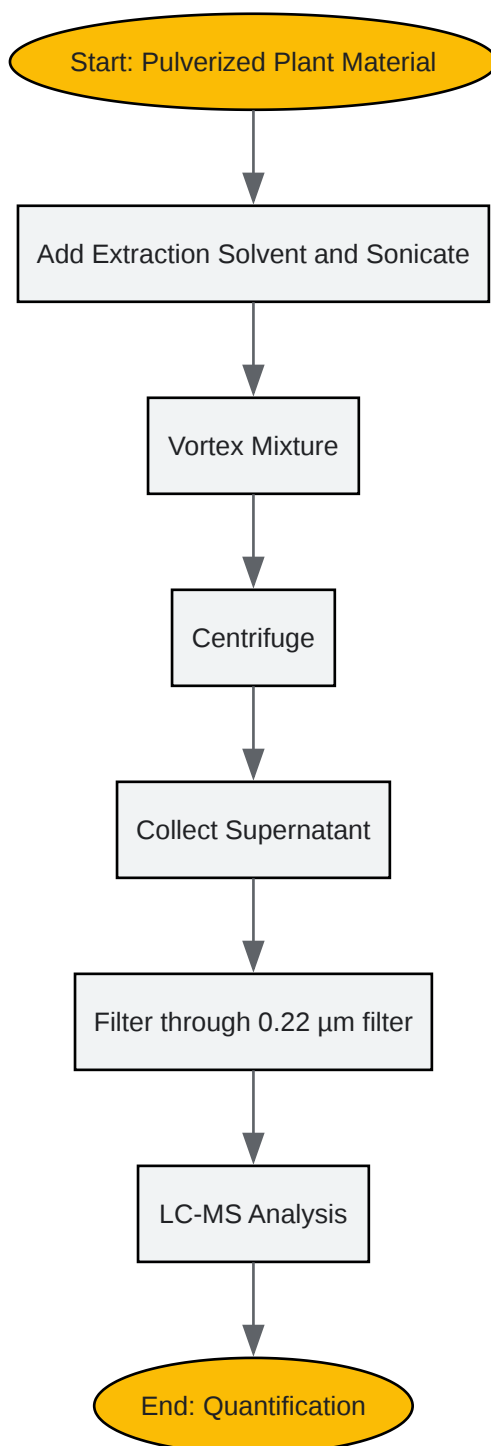 Start: Pulverized Plant Material
Add Extraction Solvent and Sonicate
Vortex Mixture
Centrifuge
Collect Supernatant
Filter through 0.22 µm filter
LC-MS Analysis
End: Quantification